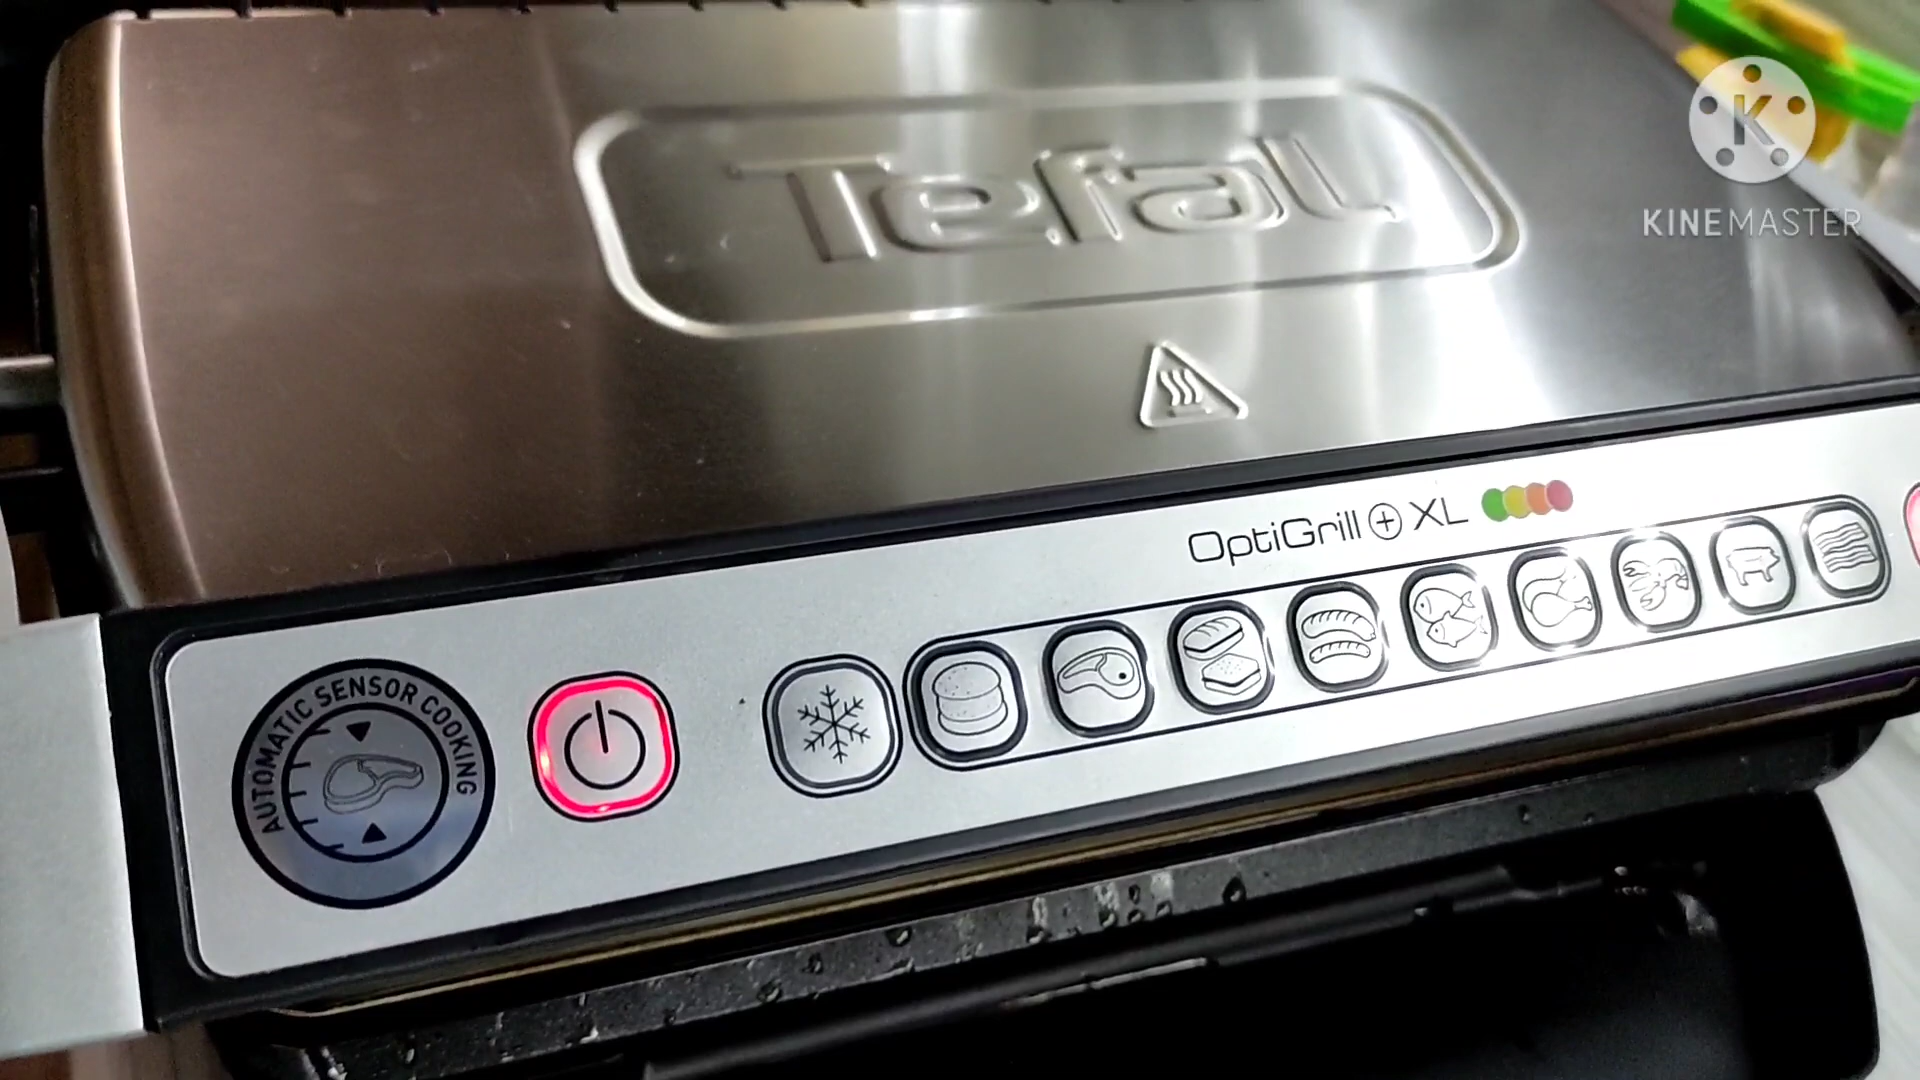 Tefal
K
KINEMASTER
OptiGrill + XL
AUTOMATIC SENSOR COOKING